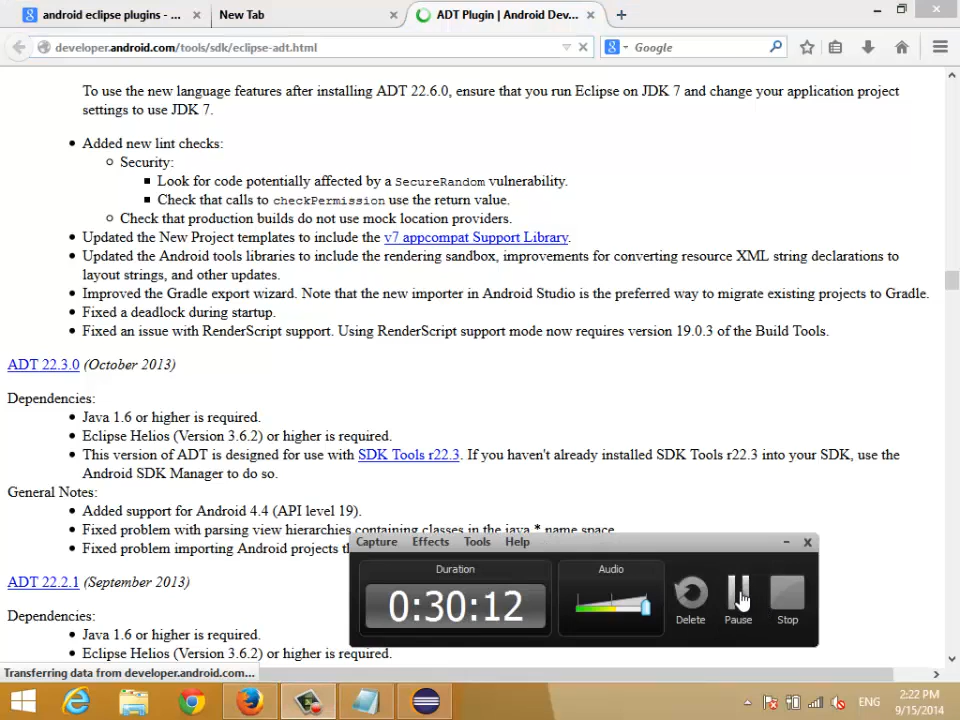 android eclipse plugins - ...
New Tab
ADT Plugin | Android Dev...
developer.android.com/tools/sdk/eclipse-adt.html
Google
To use the new language features after installing ADT 22.6.0, ensure that you run Eclipse on JDK 7 and change your application project
settings to use JDK 7.
Added new lint checks:
Security:
Look for code potentially affected by a SecureRandom vulnerability.
Check that calls to checkPermission use the return value.
Check that production builds do not use mock location providers.
Updated the New Project templates to include the v7 appcompat Support Library.
Updated the Android tools libraries to include the rendering sandbox, improvements for converting resource XML string declarations to
layout strings, and other updates.
Improved the Gradle export wizard. Note that the new importer in Android Studio is the preferred way to migrate existing projects to Gradle.
Fixed a deadlock during startup.
Fixed an issue with RenderScript support. Using RenderScript support mode now requires version 19.0.3 of the Build Tools.
ADT 22.3.0 (October 2013)
Dependencies:
Java 1.6 or higher is required.
Eclipse Helios (Version 3.6.2) or higher is required.
This version of ADT is designed for use with SDK Tools r22.3. If you haven't already installed SDK Tools r22.3 into your SDK, use the
Android SDK Manager to do so.
General Notes:
Added support for Android 4.4 (API level 19).
Fixed problem with parsing view hierarchies containing classes in the java.* name space.
Fixed problem importing Android projects t
ADT 22.2.1 (September 2013)
Dependencies:
Java 1.6 or higher is required.
Eclipse Helios (Version 3.6.2) or higher is required.
Capture Effects Tools Help
Duration
Audio
0:30:12
Delete Pause Stop
Transferring data from developer.android.com...
ENG
2:22 PM
9/15/2014